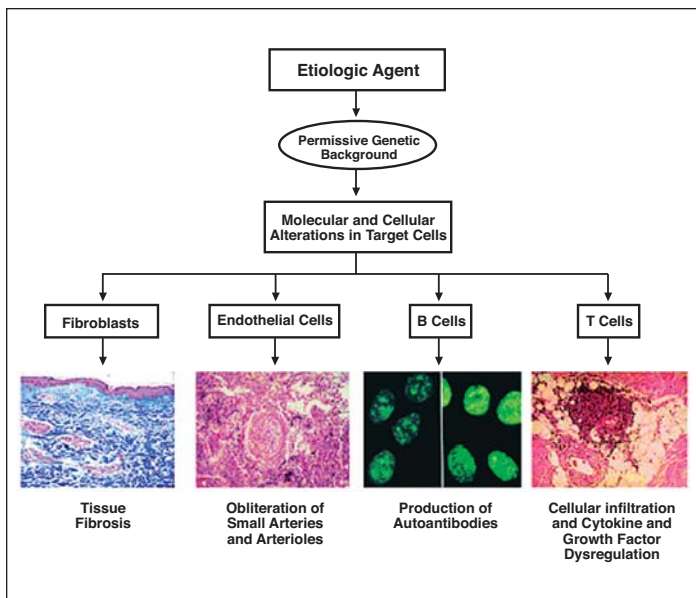 Etiologic Agent
Permissive Genetic
Background
Molecular and Cellular
Alterations in Target Cells
Fibroblasts
Endothelial Cells
B Cells
T Cells
Tissue
Fibrosis
Obliteration of
Small Arteries
and Arterioles
Production of
Autoantibodies
Cellular infiltration
and Cytokine and
Growth Factor
Dysregulation